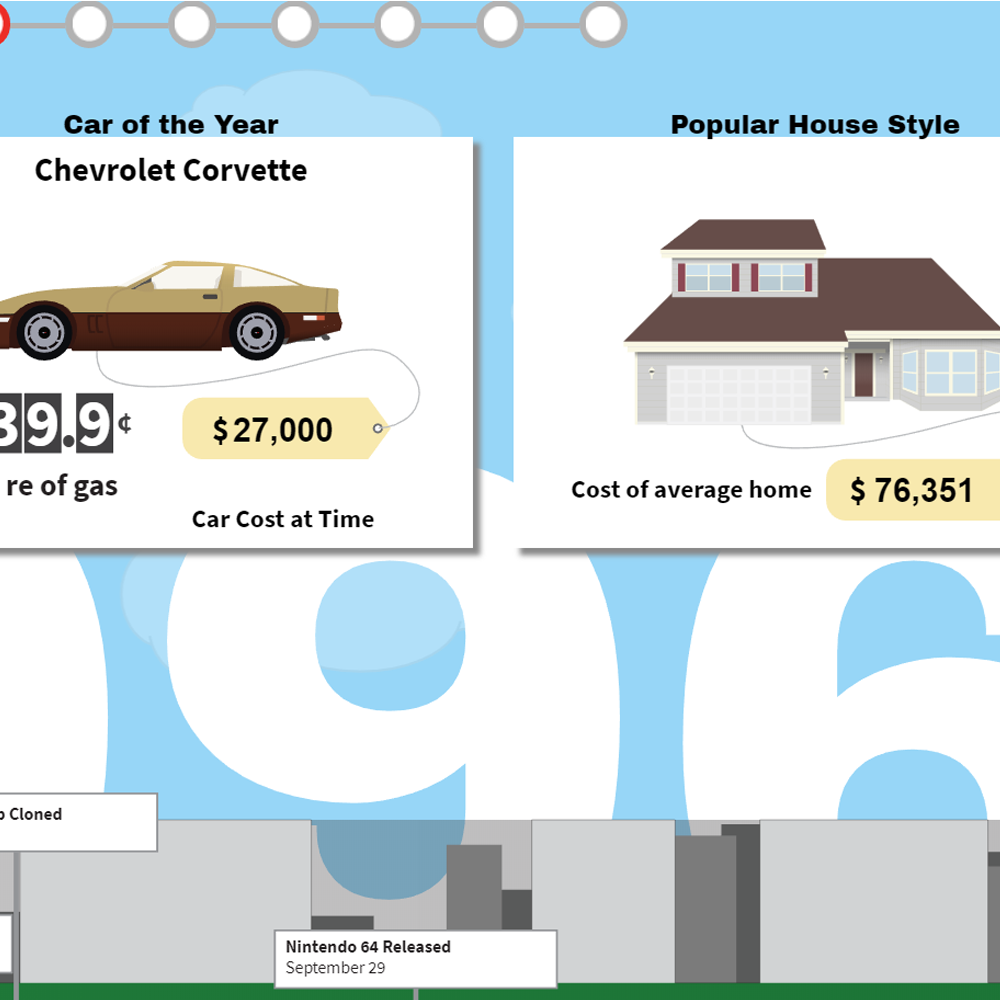 Car of the Year
Popular House Style
Chevrolet Corvette
39.9¢
re of gas
$27,000
Car Cost at Time
Cost of average home
$ 76,351
996
Cloned
Nintendo 64 Released
September 29